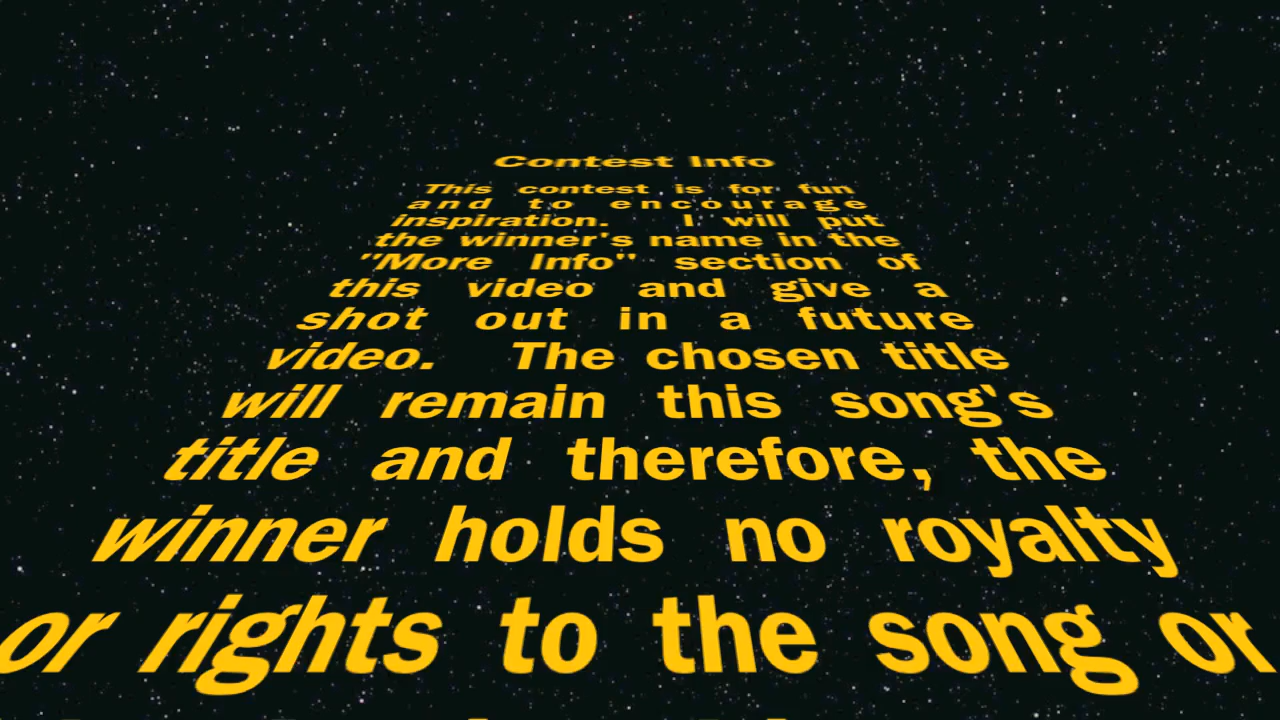 Contest Info
This contest is for fun
and to encourage
inspiration. I will put
the winner's name in the
"More Info" section of
this video and give a
shot out in a future
video. The chosen title
will remain this song's
title and therefore, the
winner holds no royalty
or rights to the song or